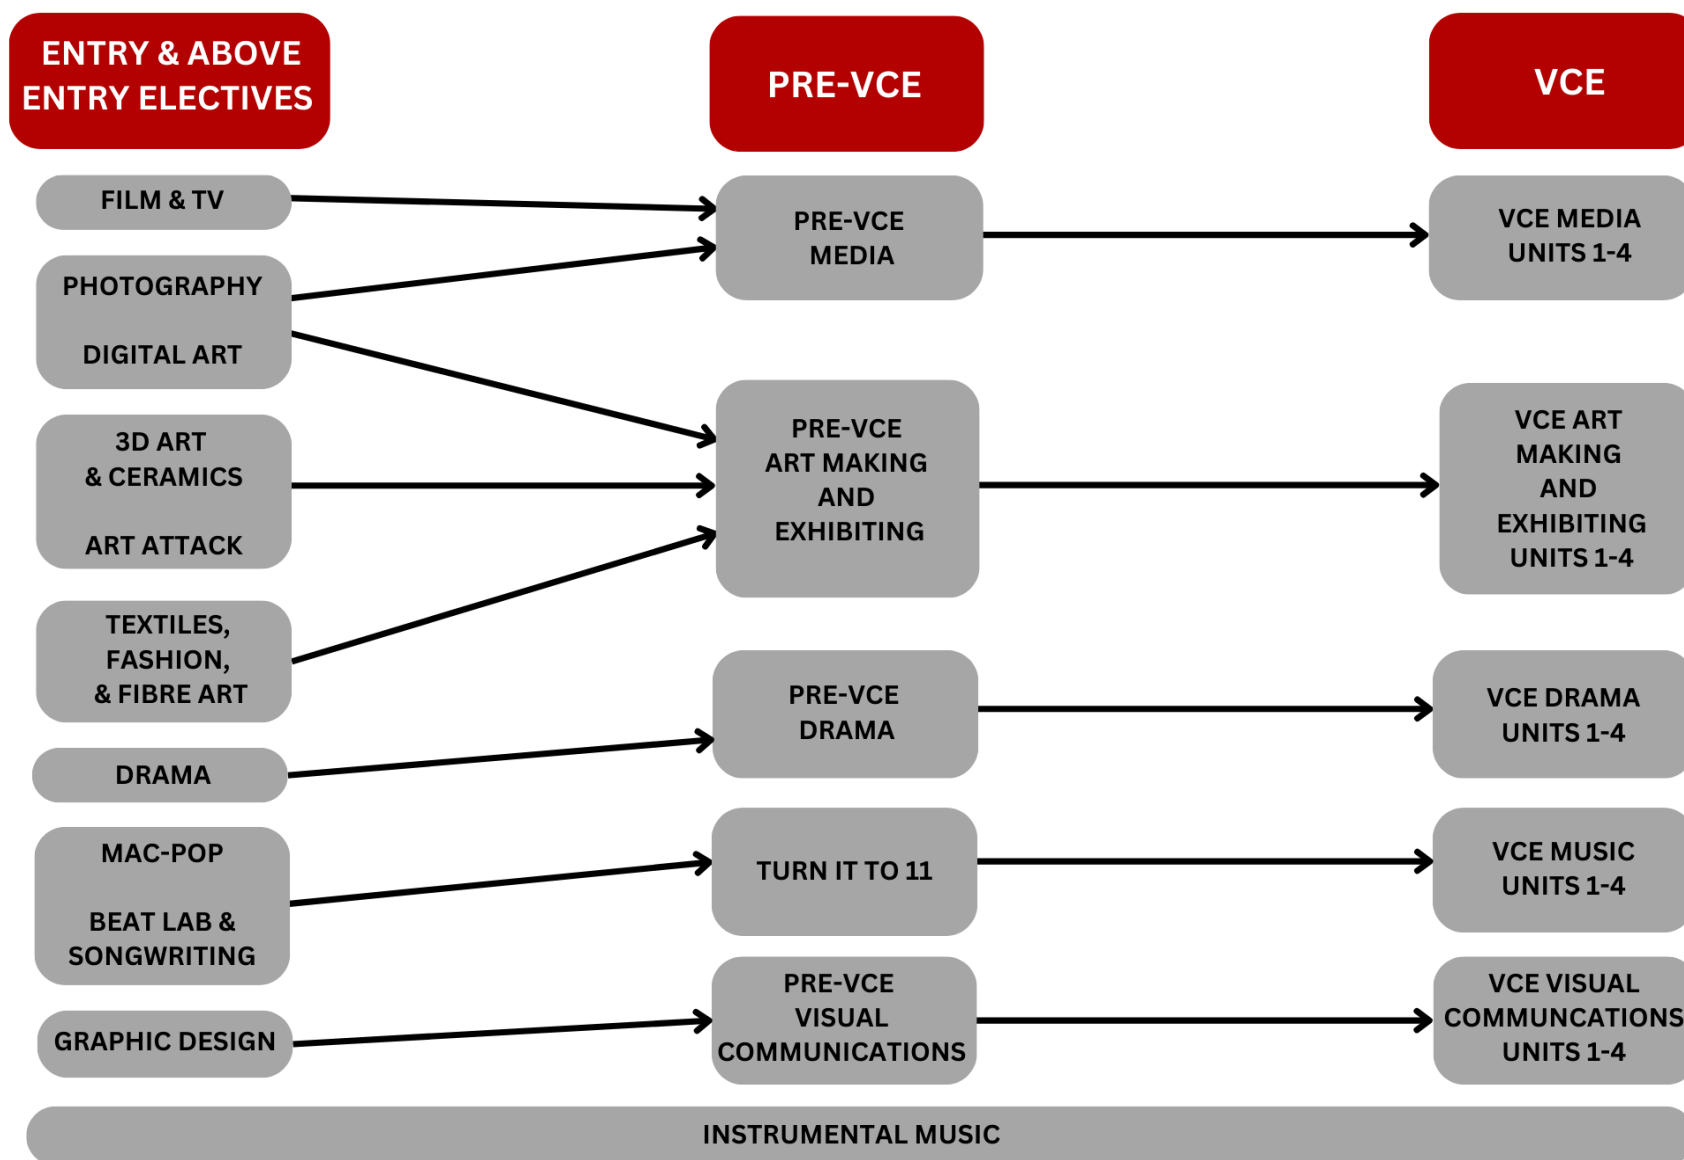 ENTRY & ABOVE
ENTRY ELECTIVES
PRE-VCE
VCE
FILM & TV
PHOTOGRAPHY
DIGITAL ART
3D ART
& CERAMICS
ART ATTACK
TEXTILES,
FASHION,
& FIBRE ART
DRAMA
MAC-POP
BEAT LAB &
SONGWRITING
GRAPHIC DESIGN
PRE-VCE
MEDIA
PRE-VCE
ART MAKING
AND
EXHIBITING
PRE-VCE
DRAMA
TURN IT TO 11
PRE-VCE
VISUAL
COMMUNICATIONS
VCE MEDIA
UNITS 1-4
VCE ART
MAKING
AND
EXHIBITING
UNITS 1-4
VCE DRAMA
UNITS 1-4
VCE MUSIC
UNITS 1-4
VCE VISUAL
COMMUNCATIONS
UNITS 1-4
INSTRUMENTAL MUSIC